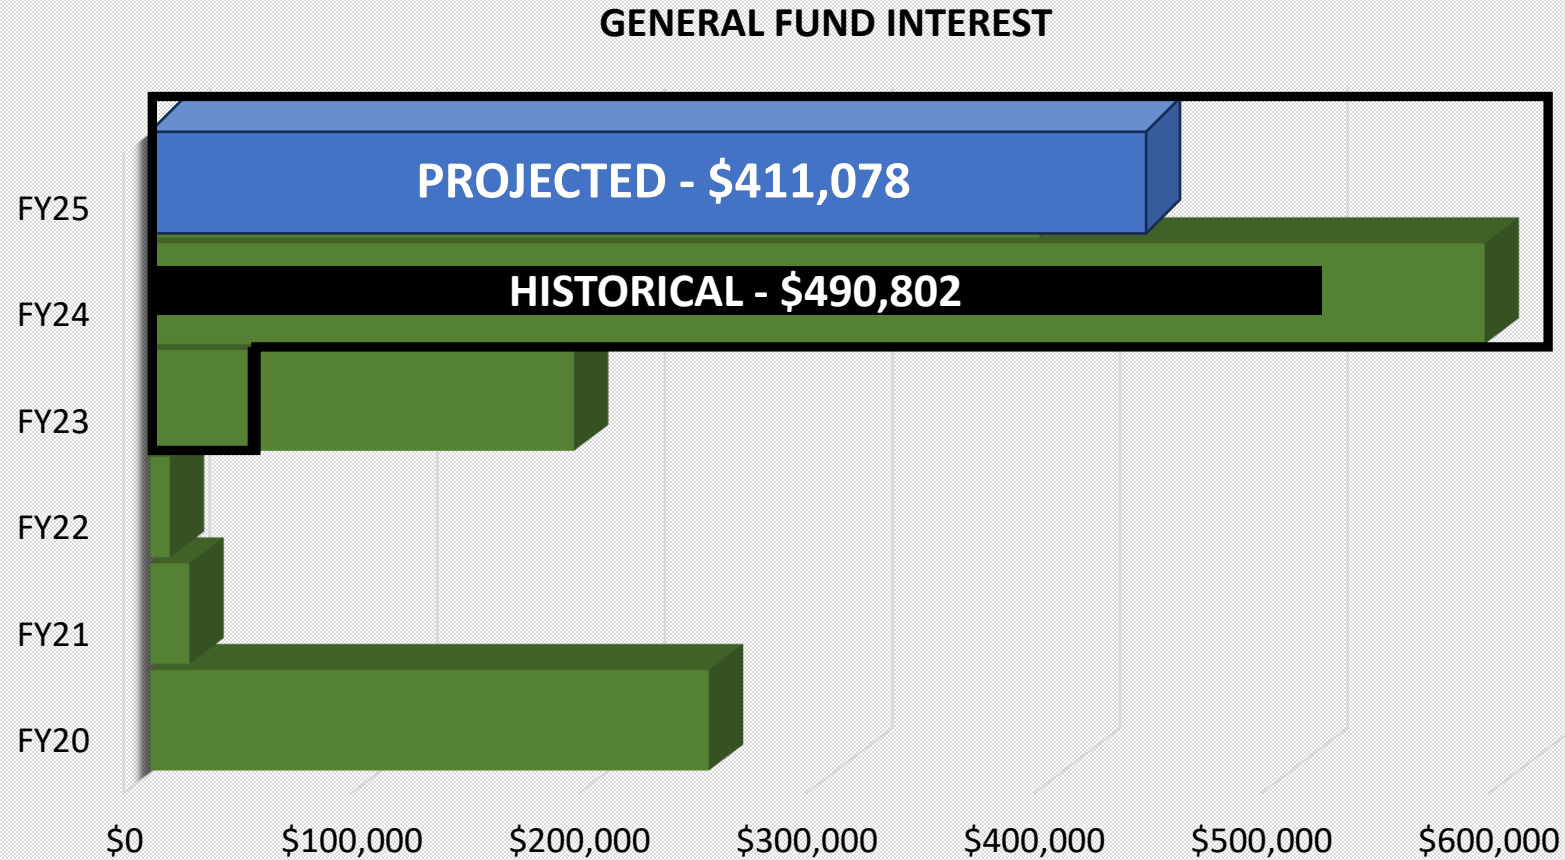 GENERAL FUND INTEREST
PROJECTED - $411,078
FY25
HISTORICAL - $490,802
FY24
FY23
FY22
FY21
FY20
$0 $100,000 $200,000 $300,000 $400,000 $500,000 $600,000